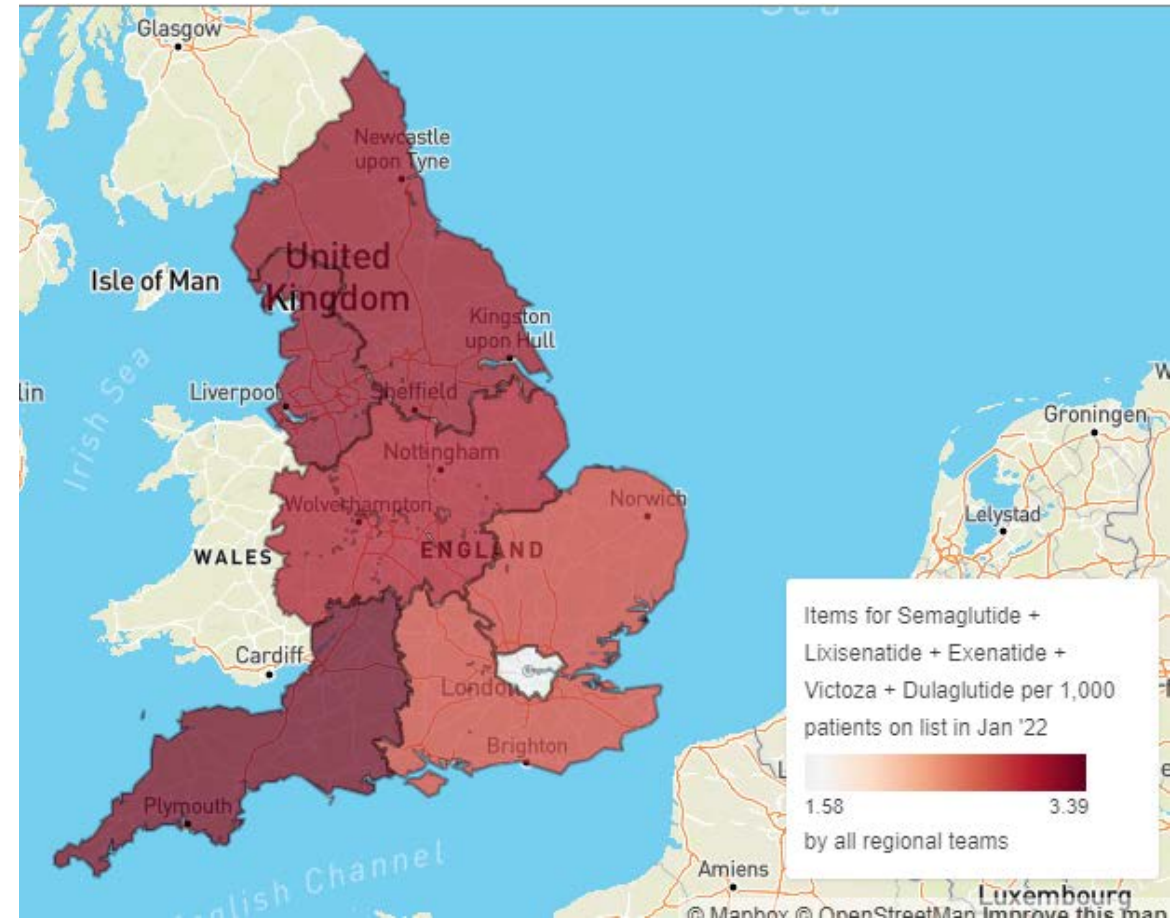 Sea
Glasgow
Newcastle
upon Tyne
United
Kingdom
Isle of Man
Kingston
upon Hull
Irish Sea
lin
Liverpool
Sheffield
Groningen
Nottingham
Norwich
Wolverhampton
Lelystad
ENGLAND
WALES
Cardiff
London
Brighton
Plymouth
English Channel
Amiens
Luxembourg
Items for Semaglutide +
Lixisenatide + Exenatide +
Victoza + Dulaglutide per 1,000
patients on list in Jan '22
1.58 3.39
by all regional teams
© Mapbox © OpenStreetMap Improve this map